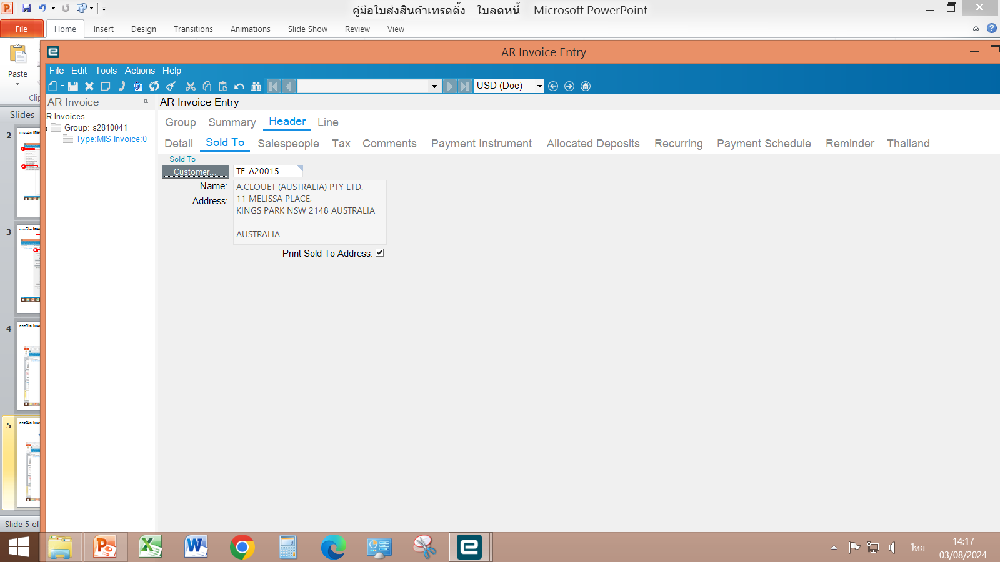 คู่มือใบส่งสินค้าเทรดดิ้ง - ใบลดหนี้ - Microsoft PowerPoint
File Home Insert Design Transitions Animations Slide Show Review View
Paste
Slides
AR Invoice Entry
File Edit Tools Actions Help
USD (Doc)
AR Invoice
AR Invoice Entry
R Invoices
Group: s2810041
Type:MIS Invoice:0
Group Summary Header Line
Detail Sold To Salespeople Tax Comments Payment Instrument Allocated Deposits Recurring Payment Schedule Reminder Thailand
Sold To
Customer... TE-A20015
Name: A.CLOUET (AUSTRALIA) PTY LTD.
Address: 11 MELISSA PLACE,
KINGS PARK NSW 2148 AUSTRALIA
AUSTRALIA
Print Sold To Address:
2
3
4
5
Slide 5 of
ไทย
14:17
03/08/2024